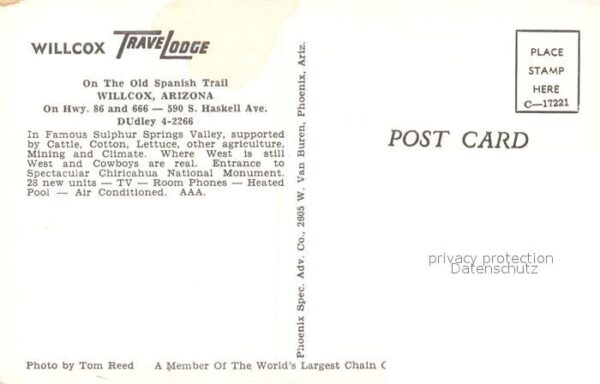 WILLCOX TRAVELODGE
On The Old Spanish Trail
WILLCOX, ARIZONA
On Hwy. 86 and 666 — 590 S. Haskell Ave.
DUdley 4-2266
In Famous Sulphur Springs Valley, supported
by Cattle, Cotton, Lettuce, other agriculture,
Mining and Climate. Where West is still
West and Cowboys are real. Entrance to
Spectacular Chiricahua National Monument.
28 new units — TV — Room Phones — Heated
Pool — Air Conditioned. AAA.
Photo by Tom Reed A Member Of The World's Largest Chain
Phoenix Spec. Adv. Co., 2605 W. Van Buren, Phoenix, Ariz.
PLACE
STAMP
HERE
C—17221
POST CARD
privacy protection
Datenschutz